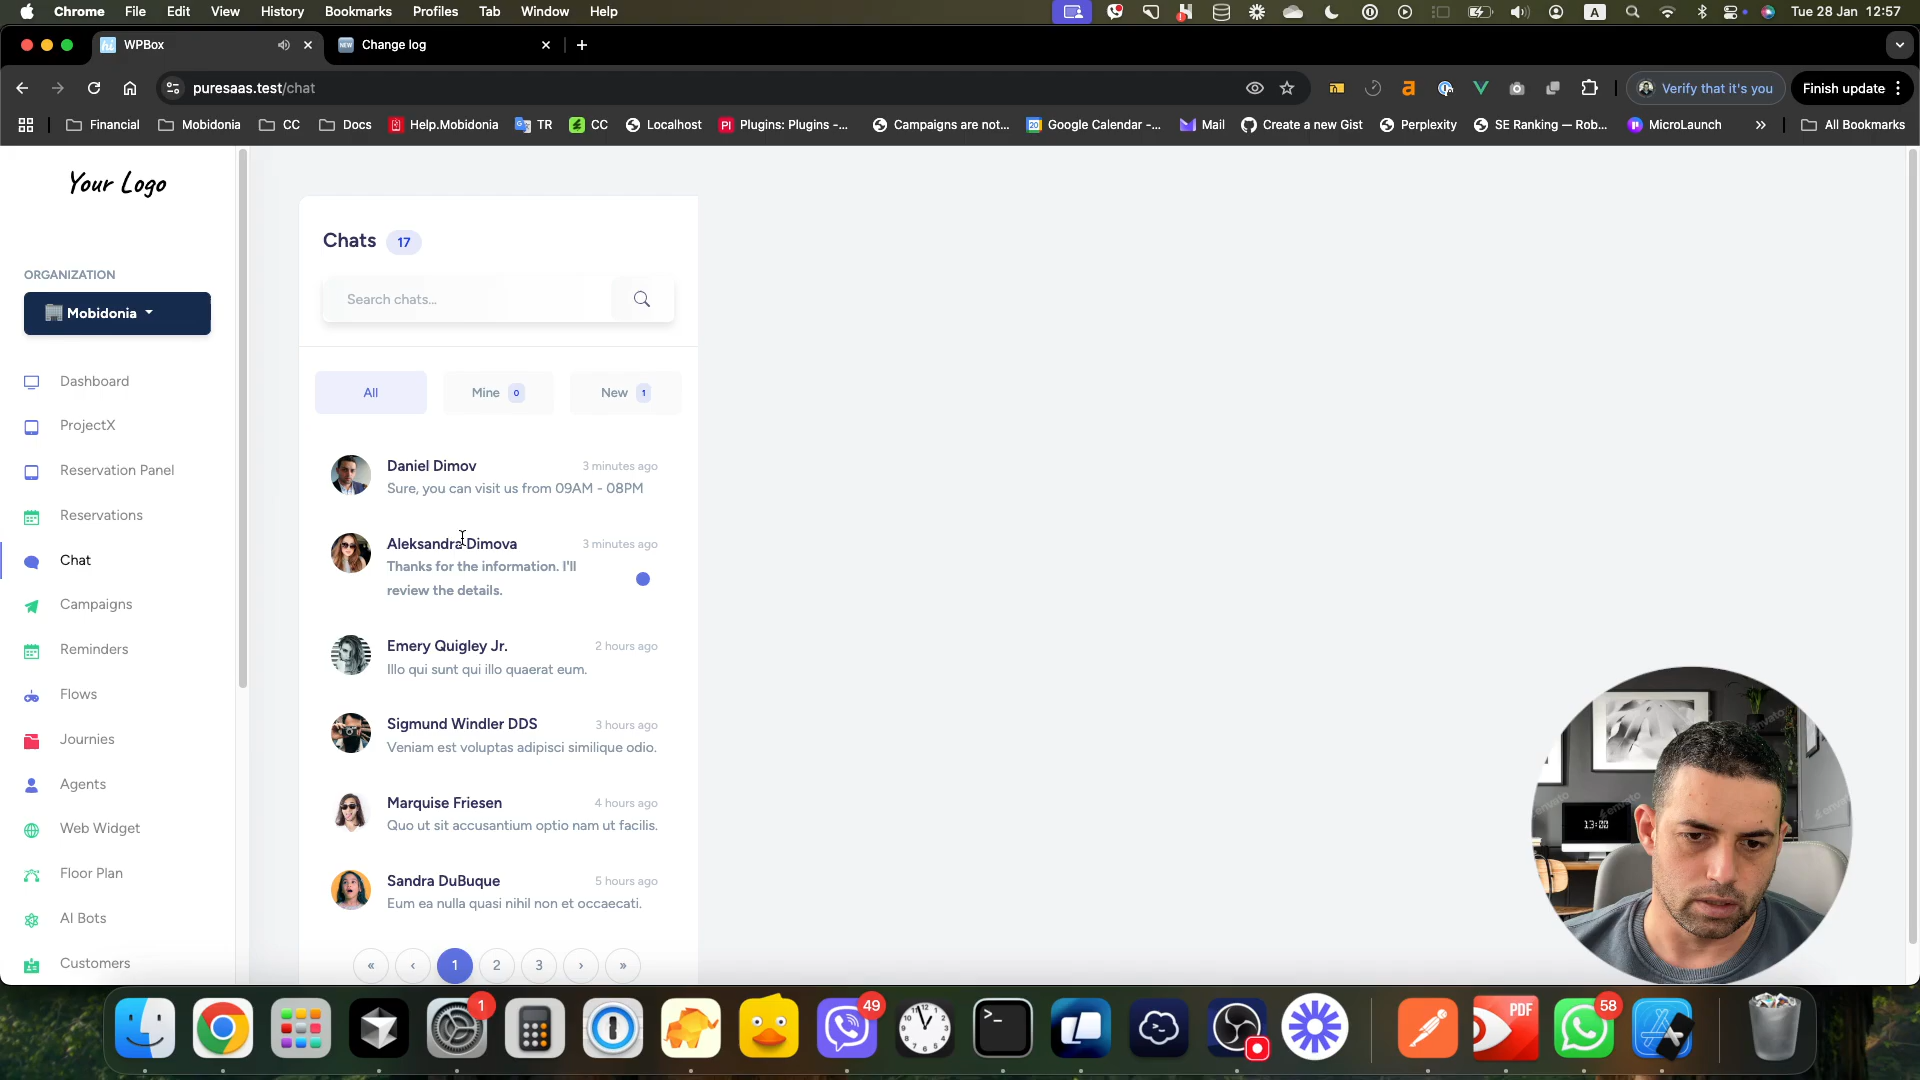 Chrome File Edit View History Bookmarks Profiles Tab Window Help
A Tue 28 Jan 12:57
WPBox
NEW Change log
puresaas.test/chat
Verify that it's you
Finish update
Financial Mobidonia CC Docs Help.Mobidonia TR CC Localhost Plugins: Plugins -... Campaigns are not... Google Calendar -... Mail Create a new Gist Perplexity SE Ranking — Rob... MicroLaunch » All Bookmarks
Your Logo
ORGANIZATION
Mobidonia
Dashboard
ProjectX
Reservation Panel
Reservations
Chat
Campaigns
Reminders
Flows
Journies
Agents
Web Widget
Floor Plan
AI Bots
Customers
Chats 17
Search chats...
All Mine 0 New 1
Daniel Dimov 3 minutes ago
Sure, you can visit us from 09AM - 08PM
Aleksandra Dimova 3 minutes ago
Thanks for the information. I'll
review the details.
Emery Quigley Jr. 2 hours ago
Illo qui sunt qui illo quaerat eum.
Sigmund Windler DDS 3 hours ago
Veniam est voluptas adipisci similique odio.
Marquise Friesen 4 hours ago
Quo ut sit accusantium optio nam ut facilis.
Sandra DuBuque 5 hours ago
Eum ea nulla quasi nihil non et occaecati.
« ‹ 1 2 3 › »
13:00
1
49
PDF
58